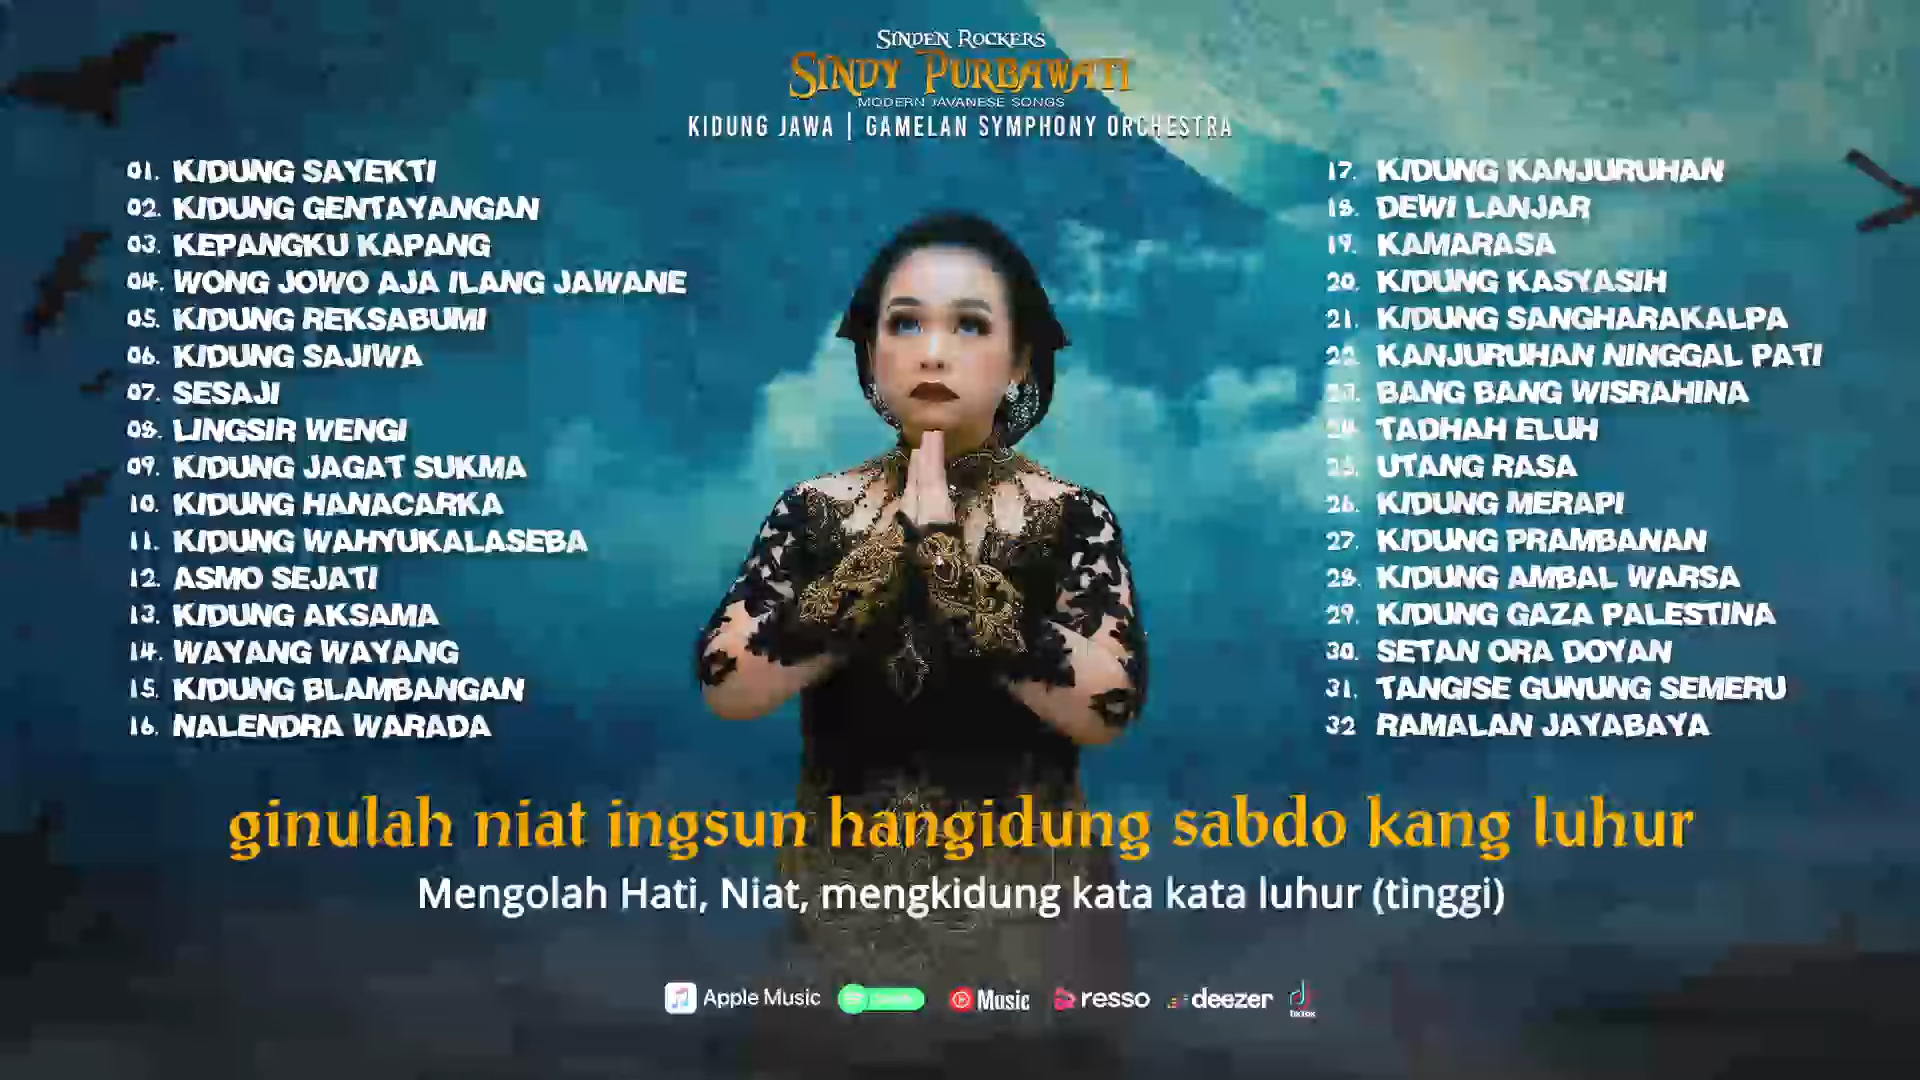 SINDEN ROCKERS
SINDY PURBAWATI
MODERN JAVANESE SONGS
KIDUNG JAWA | GAMELAN SYMPHONY ORCHESTRA
01. KIDUNG SAYEKTI
02. KIDUNG GENTAYANGAN
03. KEPANGKU KAPANG
04. WONG JOWO AJA ILANG JAWANE
05. KIDUNG REKSABUMI
06. KIDUNG SAJIWA
07. SESAJI
08. LINGSIR WENGI
09. KIDUNG JAGAT SUKMA
10. KIDUNG HANACARKA
11. KIDUNG WAHYUKALASEBA
12. ASMO SEJATI
13. KIDUNG AKSAMA
14. WAYANG WAYANG
15. KIDUNG BLAMBANGAN
16. NALENDRA WARADA
17. KIDUNG KANJURUHAN
18. DEWI LANJAR
19. KAMARASA
20. KIDUNG KASYASIH
21. KIDUNG SANGHARAKALPA
22. KANJURUHAN NINGGAL PATI
23. BANG BANG WISRAHINA
24. TADHAH ELUH
25. UTANG RASA
26. KIDUNG MERAPI
27. KIDUNG PRAMBANAN
28. KIDUNG AMBAL WARSA
29. KIDUNG GAZA PALESTINA
30. SETAN ORA DOYAN
31. TANGISE GUNUNG SEMERU
32 RAMALAN JAYABAYA
ginulah niat ingsun hangidung sabdo kang luhur
Mengolah Hati, Niat, mengkidung kata kata luhur (tinggi)
Apple Music
Music
resso
deezer
TikTok